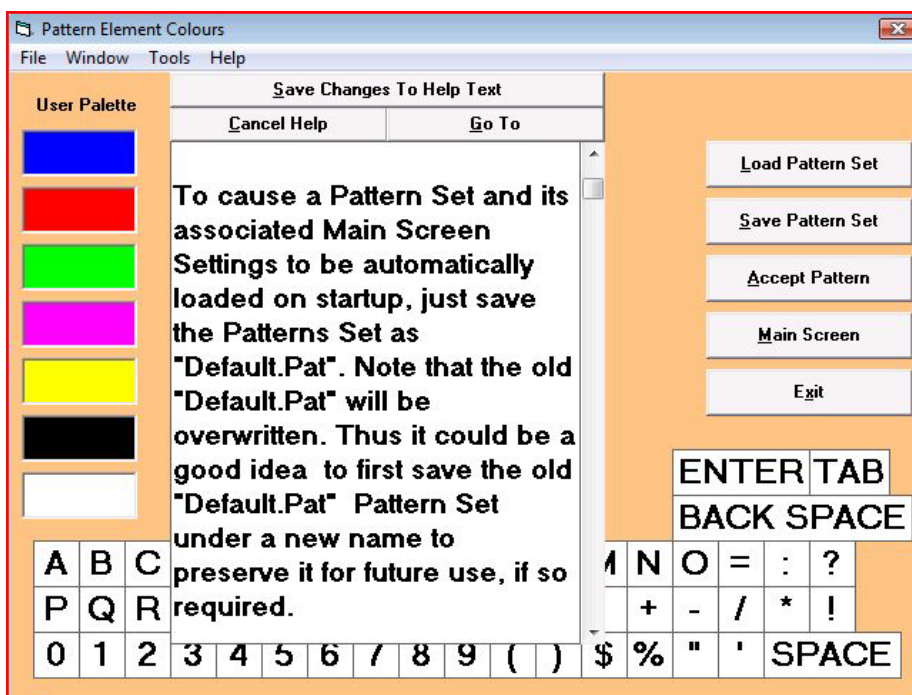 Pattern Element Colours
File Window Tools Help
User Palette
Save Changes To Help Text
Cancel Help Go To
To cause a Pattern Set and its
associated Main Screen
Settings to be automatically
loaded on startup, just save
the Patterns Set as
"Default.Pat". Note that the old
"Default.Pat" will be
overwritten. Thus it could be a
good idea  to first save the old
"Default.Pat"  Pattern Set
under a new name to
preserve it for future use, if so
required.
Load Pattern Set
Save Pattern Set
Accept Pattern
Main Screen
Exit
ENTER TAB
BACK SPACE
A B C N O = : ?
P Q R + - / * !
0 1 2 3 4 5 6 7 8 9 ( ) $ % " ' SPACE